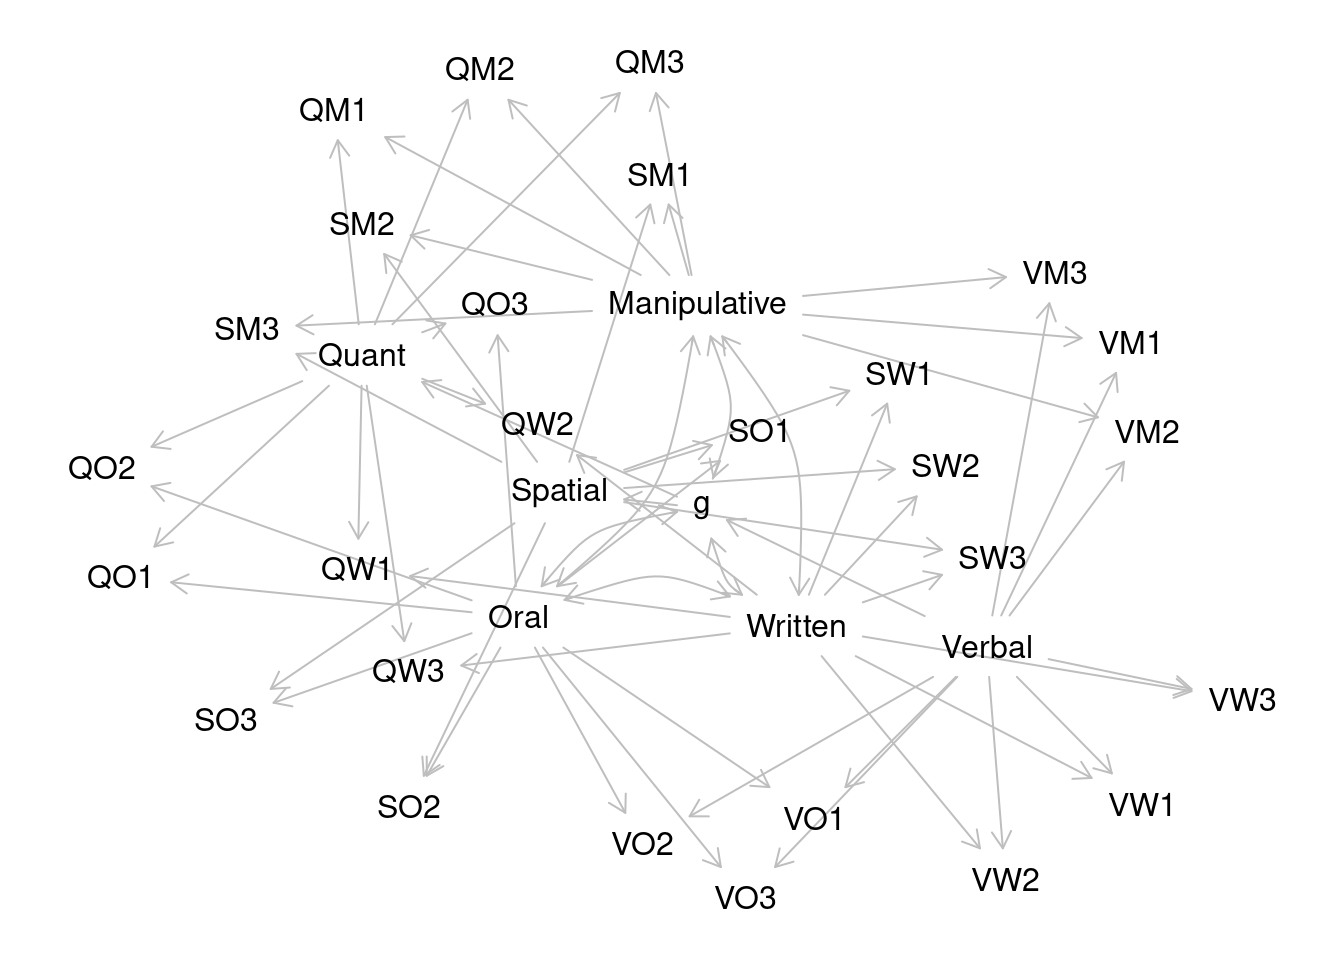 QM3
QM2
QM1
SM1
SM2
VM3
Manipulative
QO3
SM3
VM1
Quant
SW1
QW2
SO1
VM2
QO2
SW2
Spatial
g
SW3
QW1
QO1
Oral
Written
Verbal
QW3
VW3
SO3
VW1
SO2
VO1
VO2
VW2
VO3